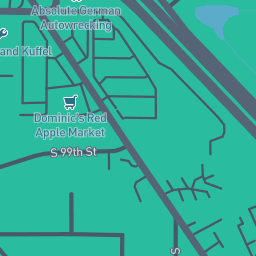 Absolute German
Autowrecking
and Kuffel
Dominic's Red
Apple Market
S 99th St
S